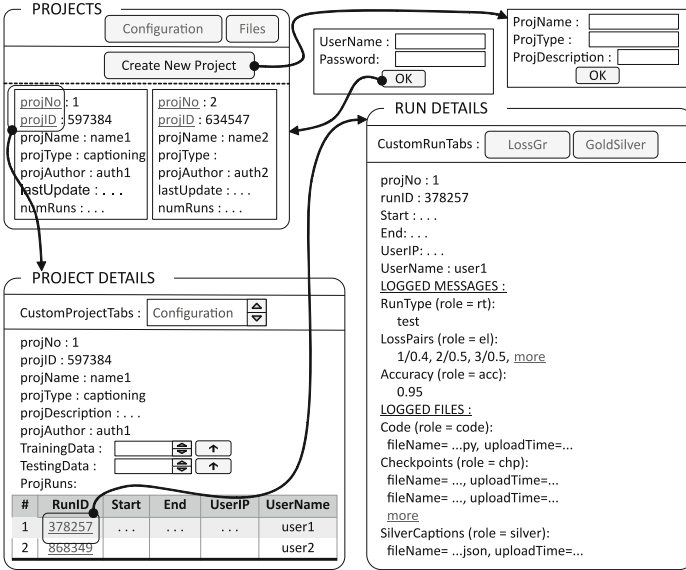 PROJECTS
Configuration Files
Create New Project
projNo : 1
projID : 597384
projName : name1
projType : captioning
projAuthor : auth1
lastUpdate : . . .
numRuns : . . .
projNo : 2
projID : 634547
projName : name2
projType :
projAuthor : auth2
lastUpdate : . . .
numRuns : . . .
UserName :
Password:
OK
ProjName :
ProjType :
ProjDescription :
OK
PROJECT DETAILS
CustomProjectTabs : Configuration
projNo : 1
projID : 597384
projName : name1
projType : captioning
projDescription : . . .
projAuthor : auth1
TrainingData :
TestingData :
ProjRuns:
# RunID Start End UserIP UserName
1 378257 . . . . . . . . . user1
2 868349 user2
RUN DETAILS
CustomRunTabs : LossGr GoldSilver
projNo : 1
runID : 378257
Start : . . .
End: . . .
UserIP: . . .
UserName : user1
LOGGED MESSAGES :
RunType (role = rt):
test
LossPairs (role = el):
1/0.4, 2/0.5, 3/0.5, more
Accuracy (role = acc):
0.95
LOGGED FILES :
Code (role = code):
fileName= ...py, uploadTime=...
Checkpoints (role = chp):
fileName= ..., uploadTime=...
fileName= ..., uploadTime=...
more
SilverCaptions (role = silver):
fileName= ...json, uploadTime=...